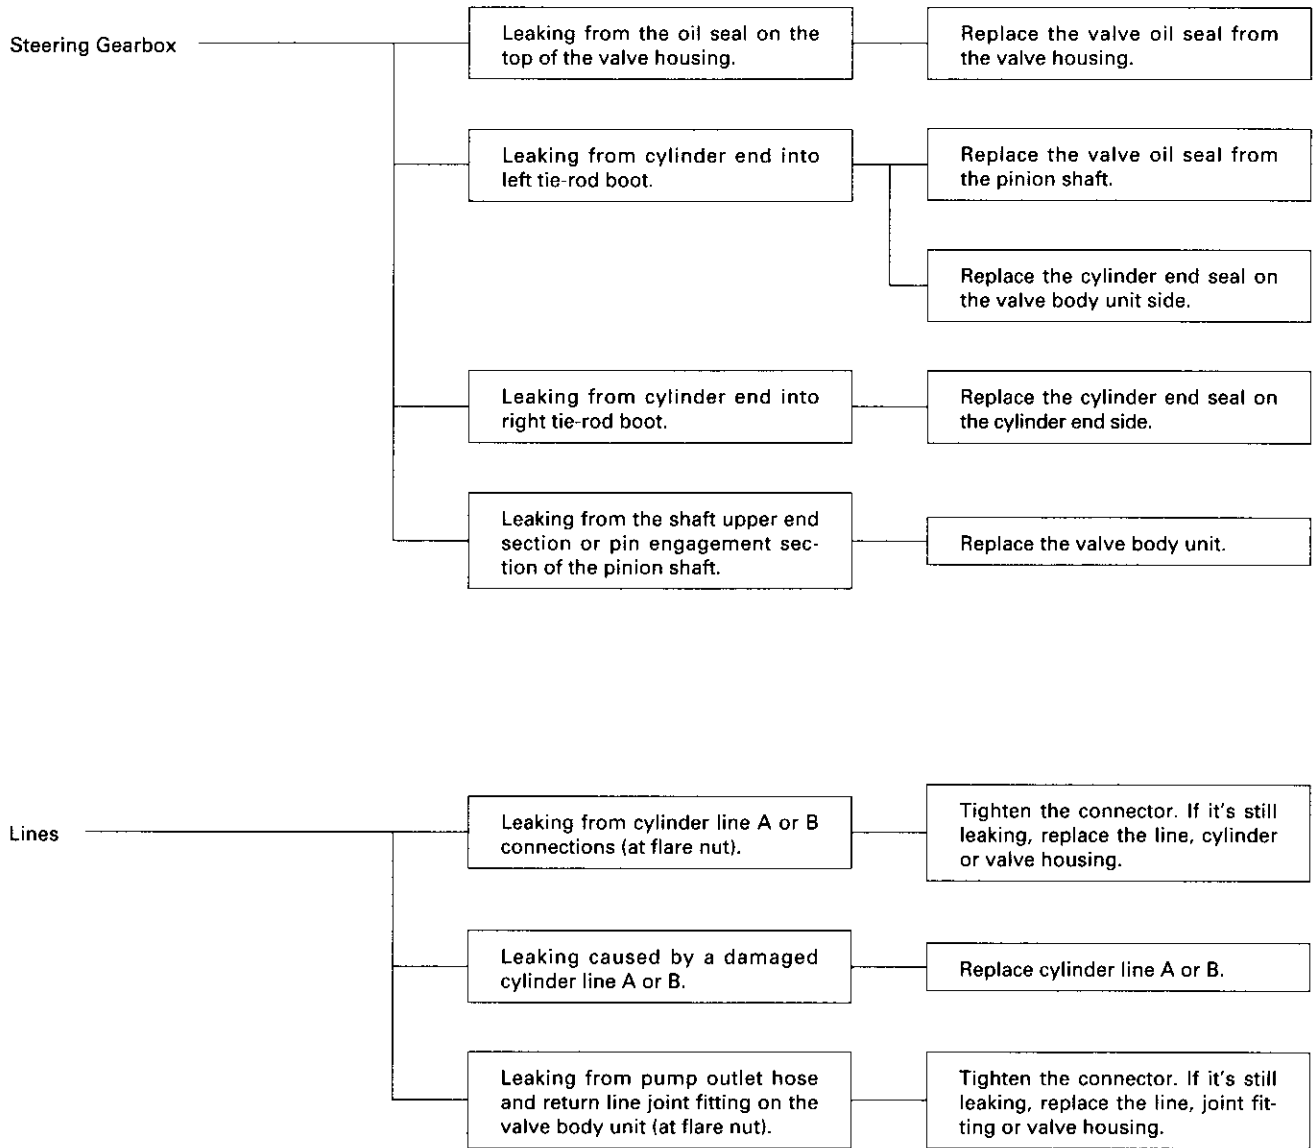 Steering Gearbox
Leaking from the oil seal on the
top of the valve housing.
Replace the valve oil seal from
the valve housing.
Leaking from cylinder end into
left tie-rod boot.
Replace the valve oil seal from
the pinion shaft.
Replace the cylinder end seal on
the valve body unit side.
Leaking from cylinder end into
right tie-rod boot.
Replace the cylinder end seal on
the cylinder end side.
Leaking from the shaft upper end
section or pin engagement sec-
tion of the pinion shaft.
Replace the valve body unit.
Lines
Leaking from cylinder line A or B
connections (at flare nut).
Tighten the connector. If it's still
leaking, replace the line, cylinder
or valve housing.
Leaking caused by a damaged
cylinder line A or B.
Replace cylinder line A or B.
Leaking from pump outlet hose
and return line joint fitting on the
valve body unit (at flare nut).
Tighten the connector. If it's still
leaking, replace the line, joint fit-
ting or valve housing.